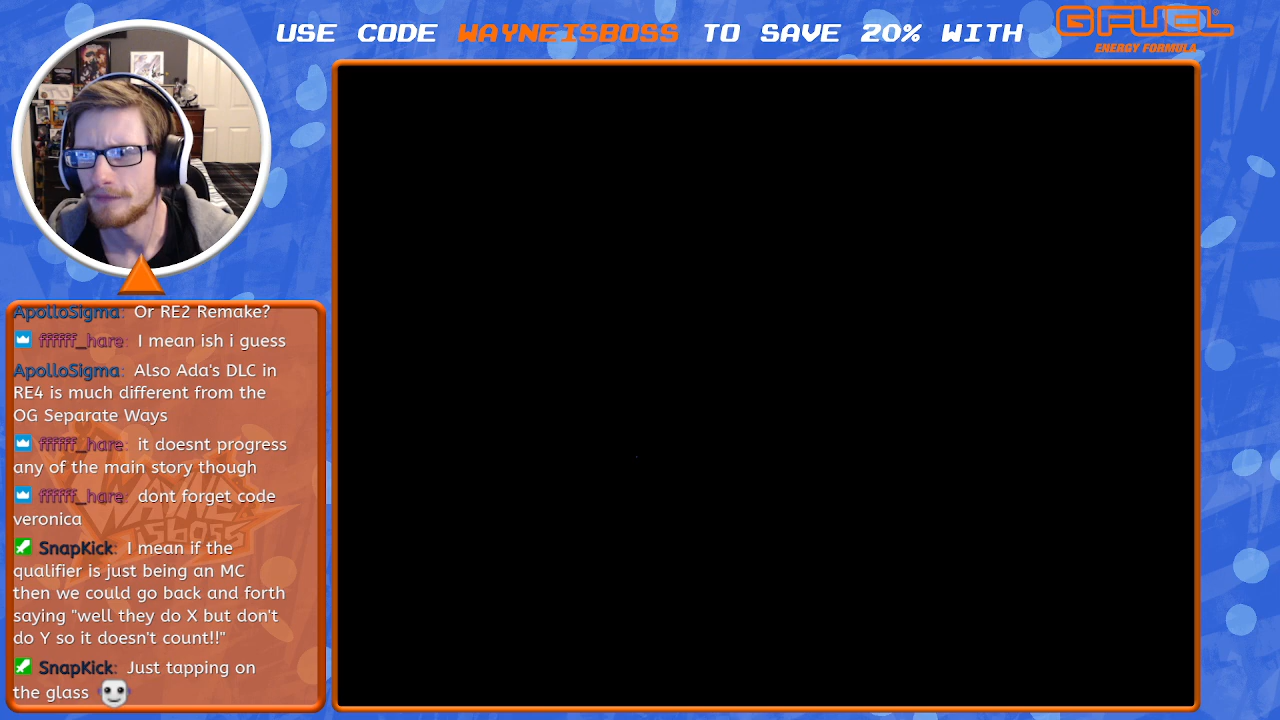 USE CODE WAYNEISBOSS TO SAVE 20% WITH
G FUEL
ENERGY FORMULA
ApolloSigma: Or RE2 Remake?
ffffff_hare: I mean ish i guess
ApolloSigma: Also Ada's DLC in
RE4 is much different from the
OG Separate Ways
ffffff_hare: it doesnt progress
any of the main story though
ffffff_hare: dont forget code
veronica
SnapKick: I mean if the
qualifier is just being an MC
then we could go back and forth
saying "well they do X but don't
do Y so it doesn't count!!"
SnapKick: Just tapping on
the glass
WAYNE
isboss